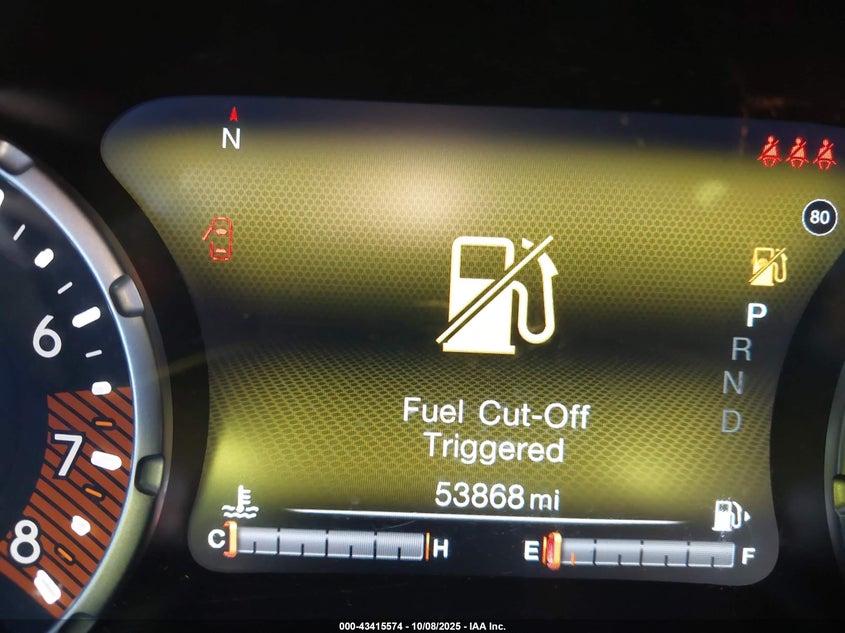 N
80
6
7
8
P
R
N
D
Fuel Cut-Off
Triggered
53868 mi
C H E F
000-43415574 - 10/08/2025 - IAA Inc.